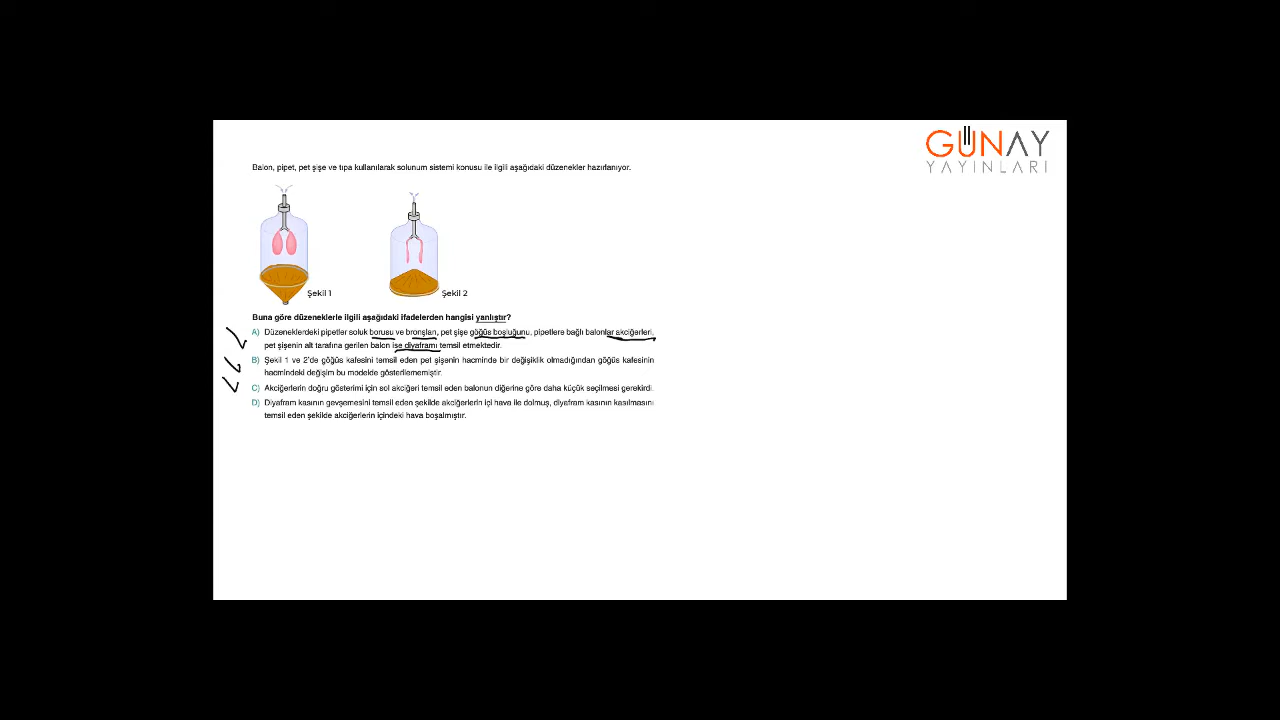 GÜNAY
YAYINLARI
Balon, pipet, pet şişe ve tıpa kullanılarak solunum sistemi konusu ile ilgili aşağıdaki düzenekler hazırlanıyor.
Şekil 1
Şekil 2
Buna göre düzeneklerle ilgili aşağıdaki ifadelerden hangisi yanlıştır?
A) Düzeneklerdeki pipetler soluk borusu ve bronşları, pet şişe göğüs boşluğunu, pipetlere bağlı balonlar akciğerleri,
pet şişenin alt tarafına gerilen balon ise diyaframı temsil etmektedir.
B) Şekil 1 ve 2’de göğüs kafesini temsil eden pet şişenin hacminde bir değişiklik olmadığından göğüs kafesinin
hacmindeki değişim bu modelde gösterilememiştir.
C) Akciğerlerin doğru gösterimi için sol akciğeri temsil eden balonun diğerine göre daha küçük seçilmesi gerekirdi.
D) Diyafram kasının gevşemesini temsil eden şekilde akciğerlerin içi hava ile dolmuş, diyafram kasının kasılmasını
temsil eden şekilde akciğerlerin içindeki hava boşalmıştır.